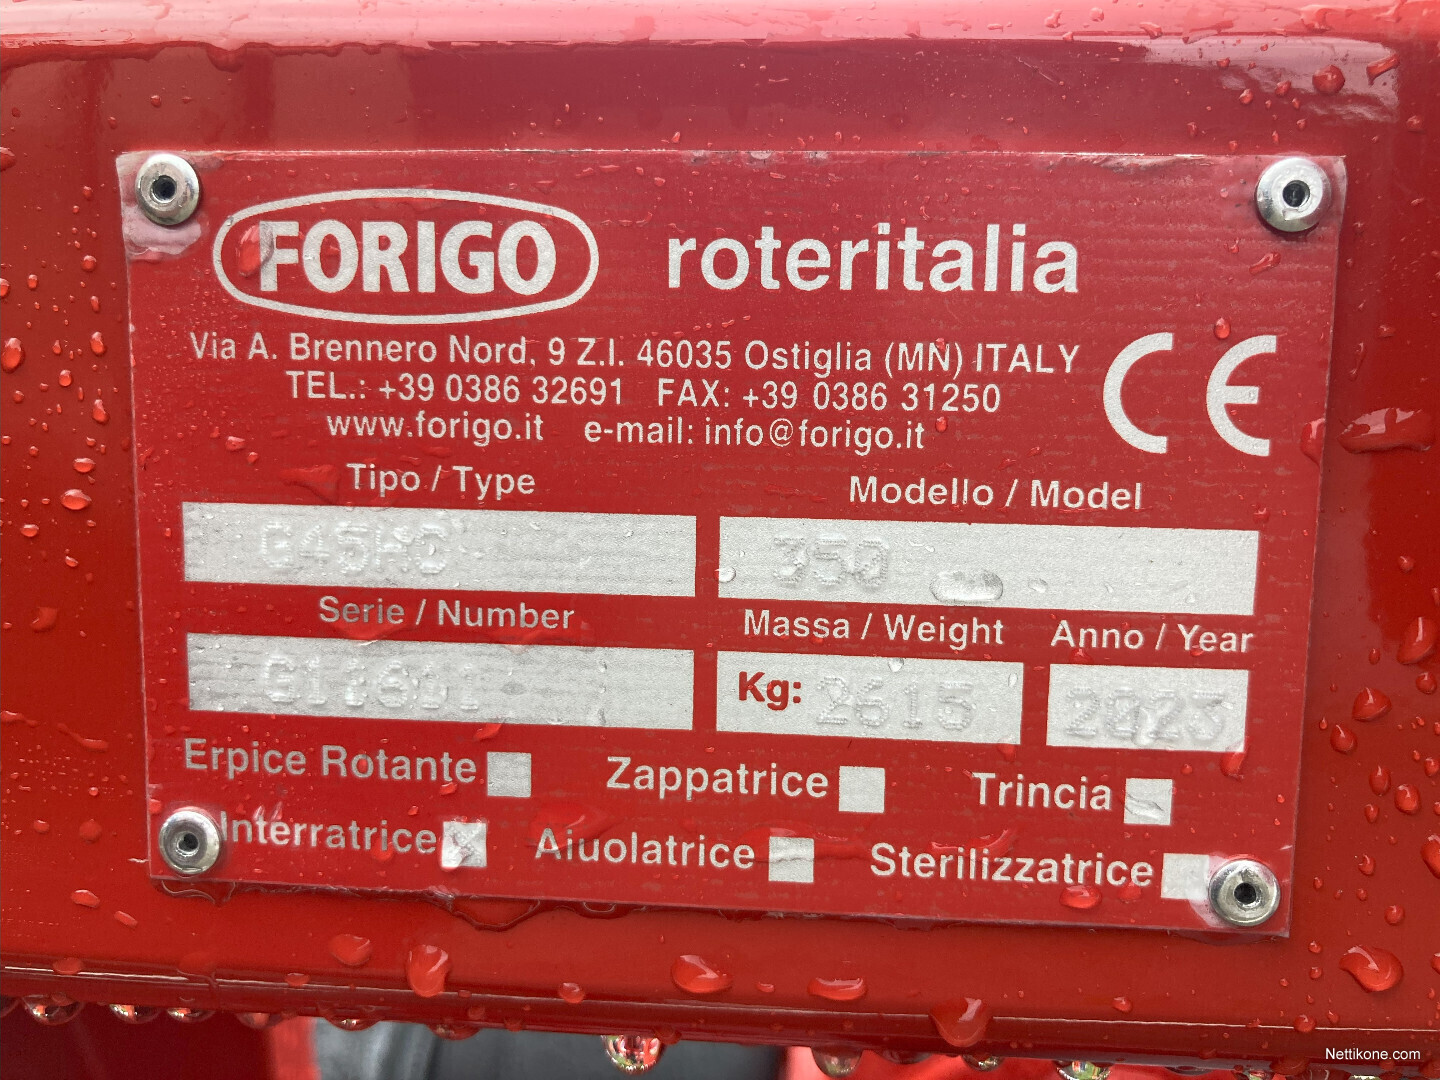 FORIGO roteritalia
Via A. Brennero Nord, 9 Z.I. 46035 Ostiglia (MN) ITALY
TEL.: +39 0386 32691 FAX: +39 0386 31250
www.forigo.it e-mail: info@forigo.it
CE
Tipo / Type Modello / Model
G45HC 350
Serie / Number Massa / Weight Anno / Year
Kg: 2615 2023
Erpice Rotante Zappatrice Trincia
Interratrice Aiuolatrice Sterilizzatrice
Nettikone.com